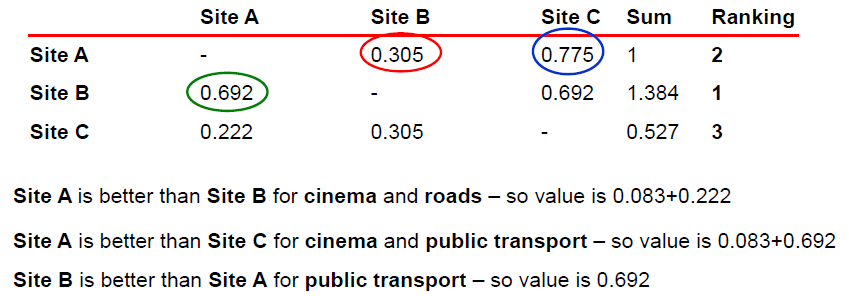 Site A Site B Site C Sum Ranking
Site A - 0.305 0.775 1 2
Site B 0.692 - 0.692 1.384 1
Site C 0.222 0.305 - 0.527 3
Site A is better than Site B for cinema and roads – so value is 0.083+0.222
Site A is better than Site C for cinema and public transport – so value is 0.083+0.692
Site B is better than Site A for public transport – so value is 0.692